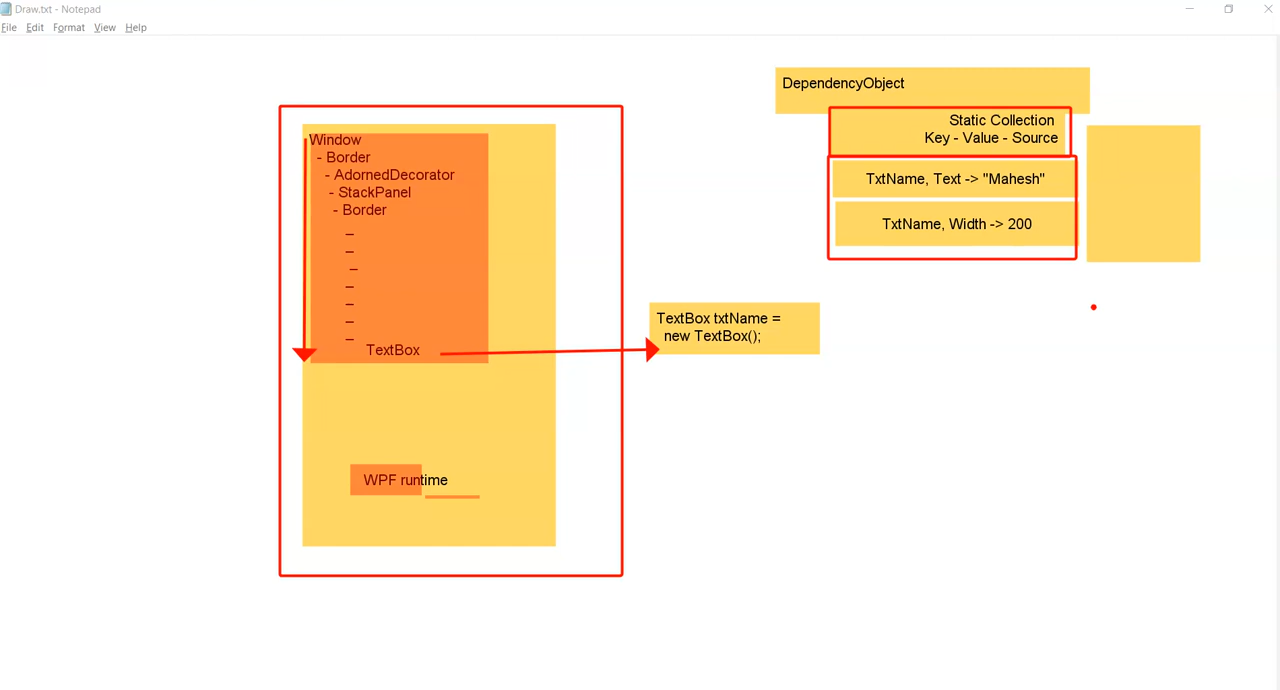 Draw.txt - Notepad
File Edit Format View Help
DependencyObject
Static Collection
Key - Value - Source
TxtName, Text -> "Mahesh"
TxtName, Width -> 200
Window
- Border
- AdornedDecorator
- StackPanel
- Border
–
–
–
–
–
–
–
TextBox
TextBox txtName =
new TextBox();
WPF runtime